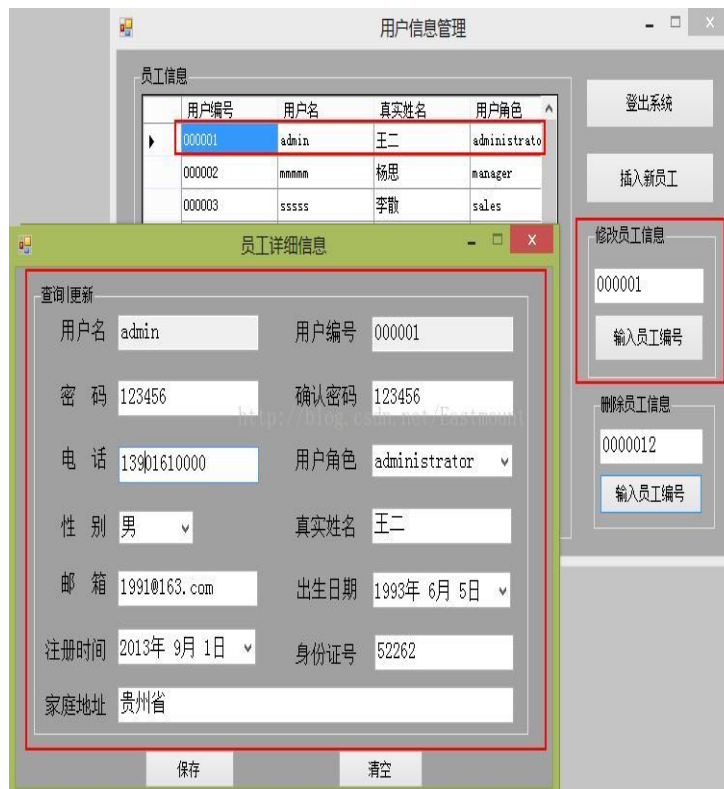 用户信息管理
员工信息
用户编号 用户名 真实姓名 用户角色
000001 admin 王二 administrato
000002 mmmmm 杨思 manager
000003 sssss 李散 sales
登出系统
插入新员工
修改员工信息
000001
输入员工编号
删除员工信息
0000012
输入员工编号
员工详细信息
查询|更新
用户名 admin 用户编号 000001
密 码 123456 确认密码 123456
http://blog.csdn.net/Eastmount
电 话 13901610000 用户角色 administrator
性 别 男 真实姓名 王二
邮 箱 1991@163.com 出生日期 1993年 6月 5日
注册时间 2013年 9月 1日 身份证号 52262
家庭地址 贵州省
保存 清空